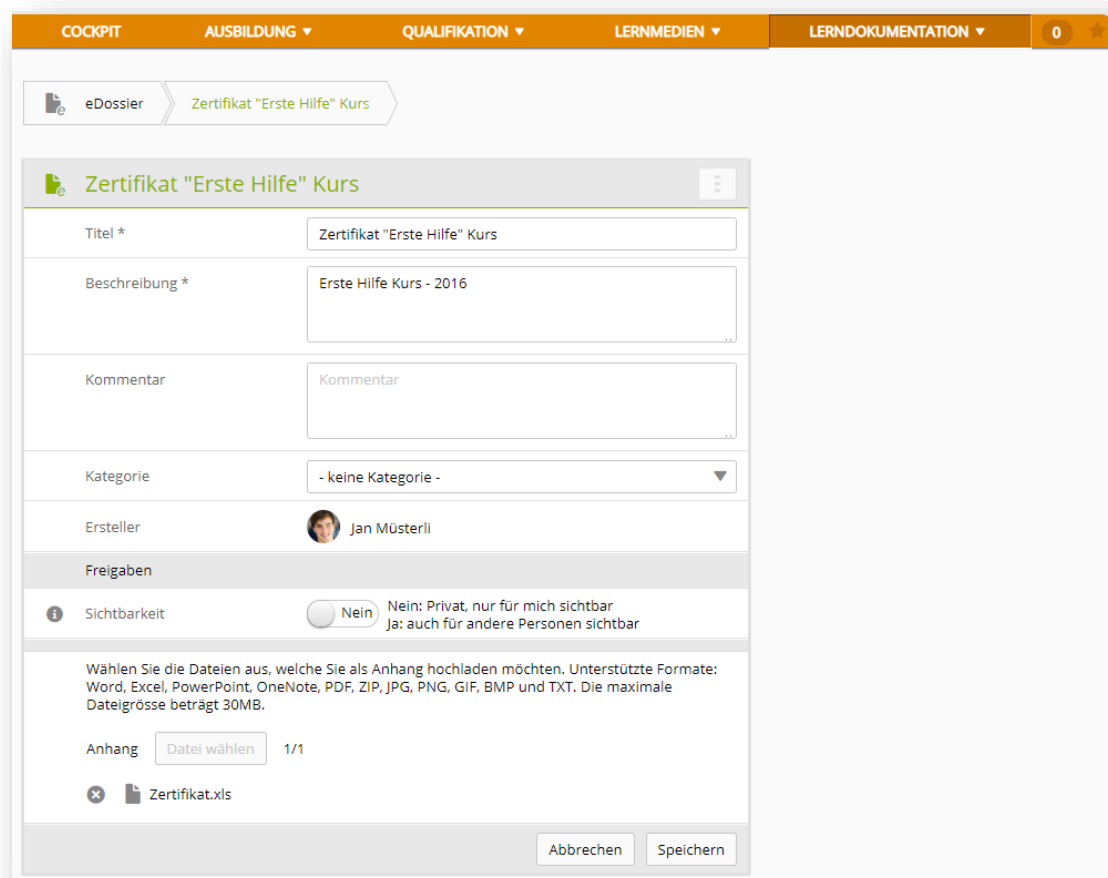 COCKPIT AUSBILDUNG ▼ QUALIFIKATION ▼ LERNMEDIEN ▼ LERNDOKUMENTATION ▼ 0
eDossier Zertifikat "Erste Hilfe" Kurs
Zertifikat "Erste Hilfe" Kurs
Titel * Zertifikat "Erste Hilfe" Kurs
Beschreibung * Erste Hilfe Kurs - 2016
Kommentar Kommentar
Kategorie - keine Kategorie -
Ersteller Jan Müsterli
Freigaben
Sichtbarkeit Nein Nein: Privat, nur für mich sichtbar
Ja: auch für andere Personen sichtbar
Wählen Sie die Dateien aus, welche Sie als Anhang hochladen möchten. Unterstützte Formate:
Word, Excel, PowerPoint, OneNote, PDF, ZIP, JPG, PNG, GIF, BMP und TXT. Die maximale
Dateigrösse beträgt 30MB.
Anhang Datei wählen 1/1
Zertifikat.xls
Abbrechen Speichern